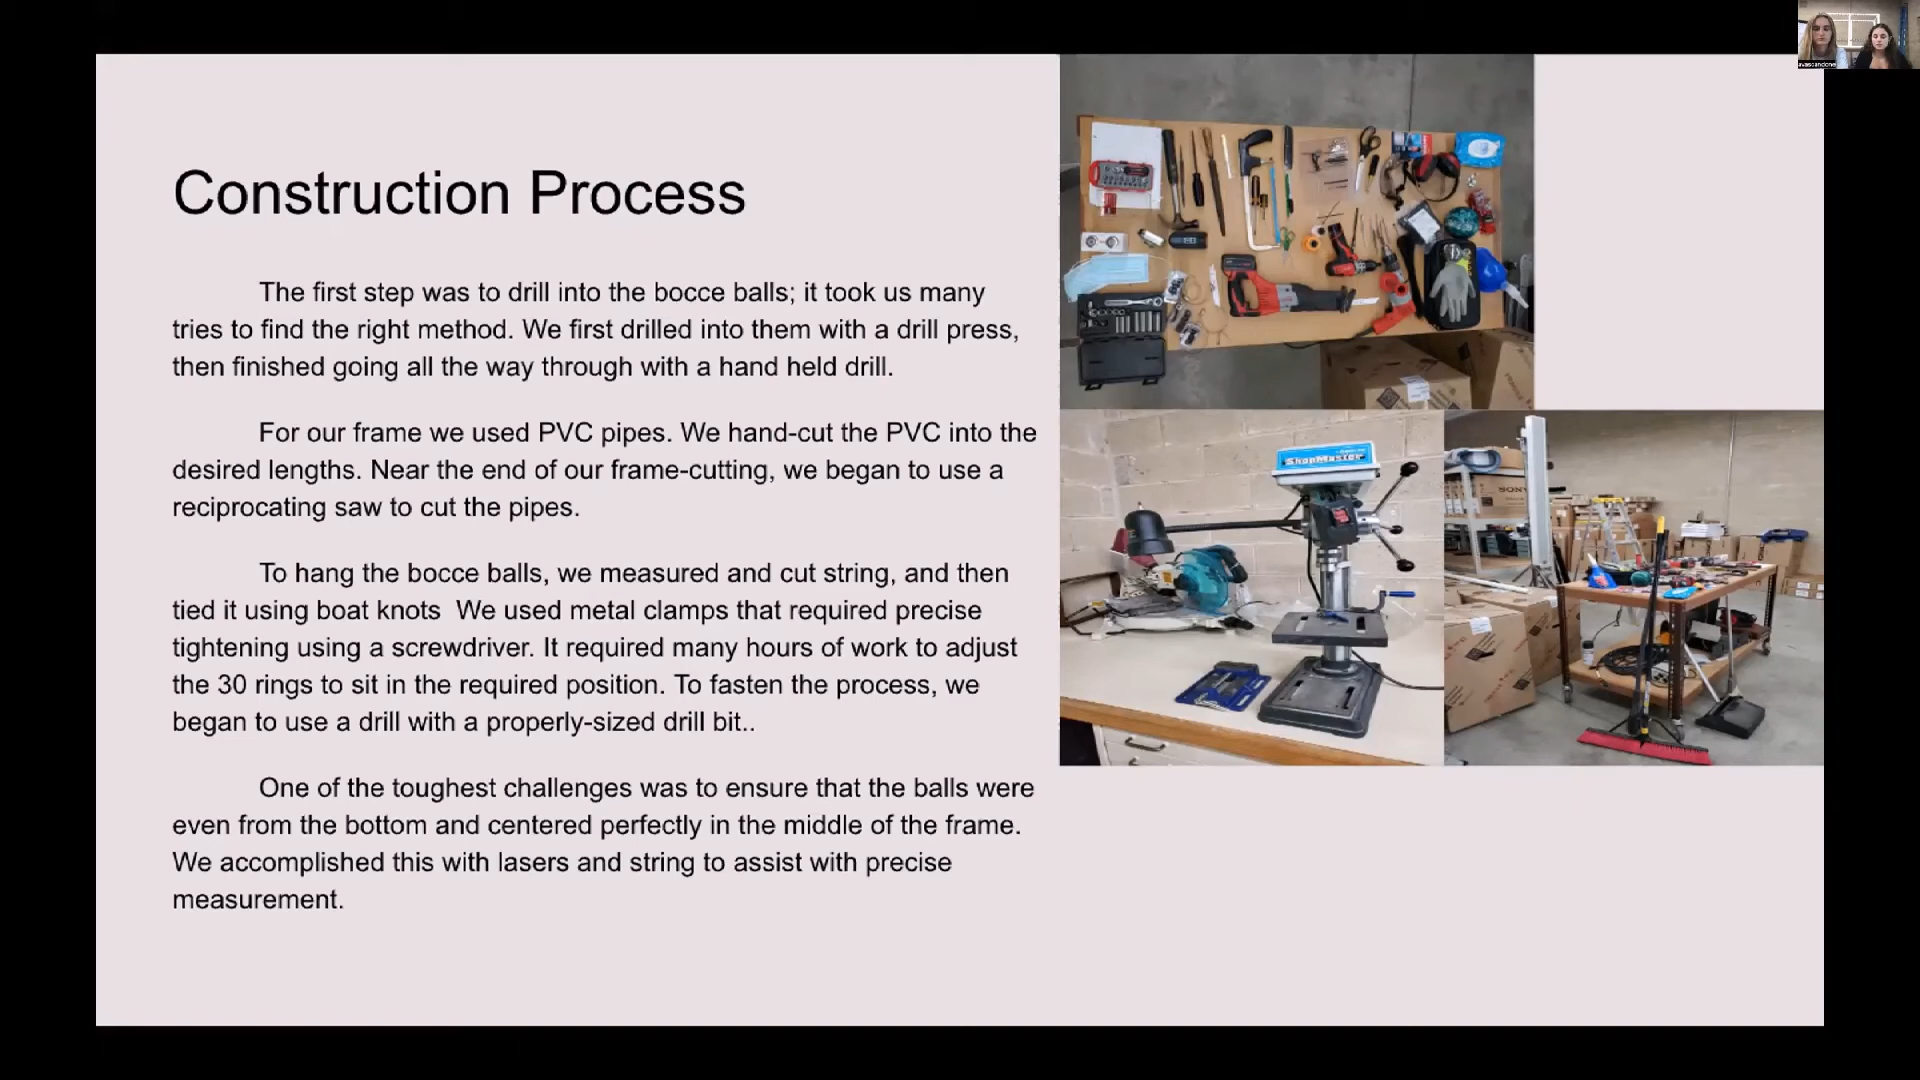 Construction Process
The first step was to drill into the bocce balls; it took us many
tries to find the right method. We first drilled into them with a drill press,
then finished going all the way through with a hand held drill.
For our frame we used PVC pipes. We hand-cut the PVC into the
desired lengths. Near the end of our frame-cutting, we began to use a
reciprocating saw to cut the pipes.
To hang the bocce balls, we measured and cut string, and then
tied it using boat knots  We used metal clamps that required precise
tightening using a screwdriver. It required many hours of work to adjust
the 30 rings to sit in the required position. To fasten the process, we
began to use a drill with a properly-sized drill bit..
One of the toughest challenges was to ensure that the balls were
even from the bottom and centered perfectly in the middle of the frame.
We accomplished this with lasers and string to assist with precise
measurement.
ShopMaster
SONY
avascandone